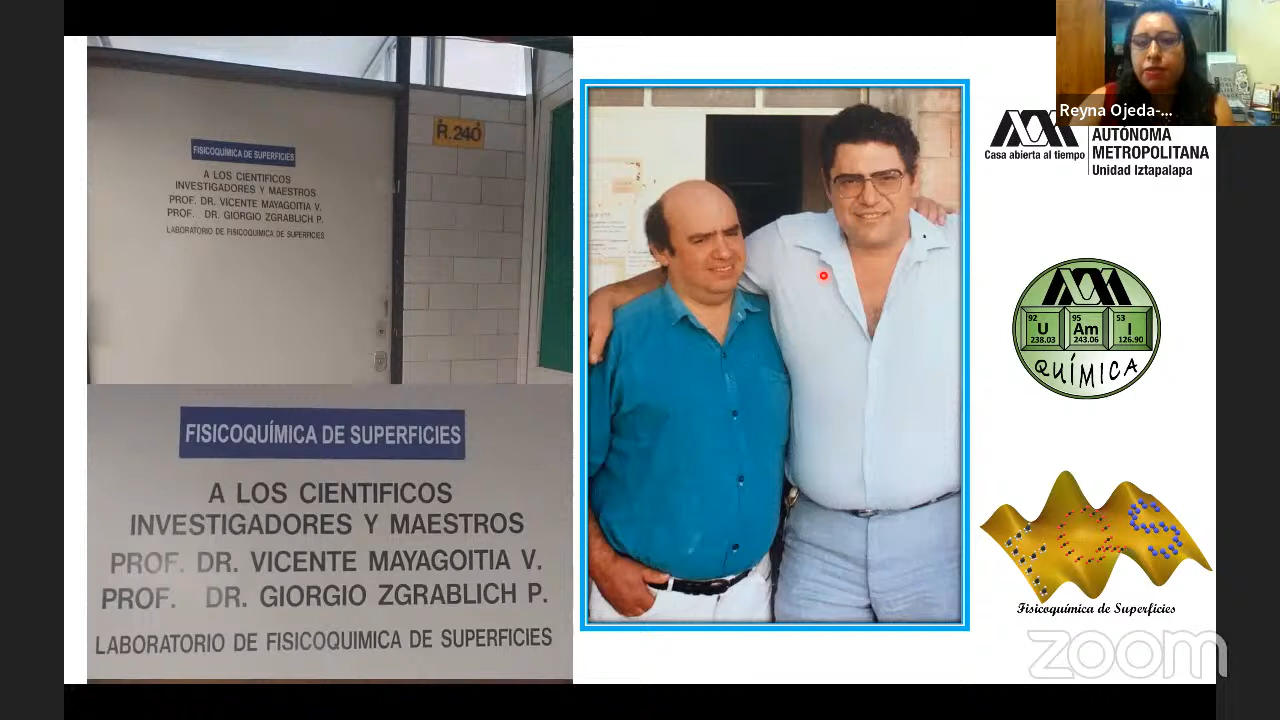 FISICOQUÍMICA DE SUPERFICIES
A LOS CIENTIFICOS
INVESTIGADORES Y MAESTROS
PROF. DR. VICENTE MAYAGOITIA V.
PROF. DR. GIORGIO ZGRABLICH P.
LABORATORIO DE FISICOQUIMICA DE SUPERFICIES
R.240
FISICOQUÍMICA DE SUPERFICIES
A LOS CIENTIFICOS
INVESTIGADORES Y MAESTROS
PROF. DR. VICENTE MAYAGOITIA V.
PROF. DR. GIORGIO ZGRABLICH P.
LABORATORIO DE FISICOQUIMICA DE SUPERFICIES
Reyna Ojeda-...
Casa abierta al tiempo
AUTÓNOMA
METROPOLITANA
Unidad Iztapalapa
92 95 53
U Am I
238.03 243.06 126.90
QUÍMICA
Fisicoquímica de Superficies
zoom